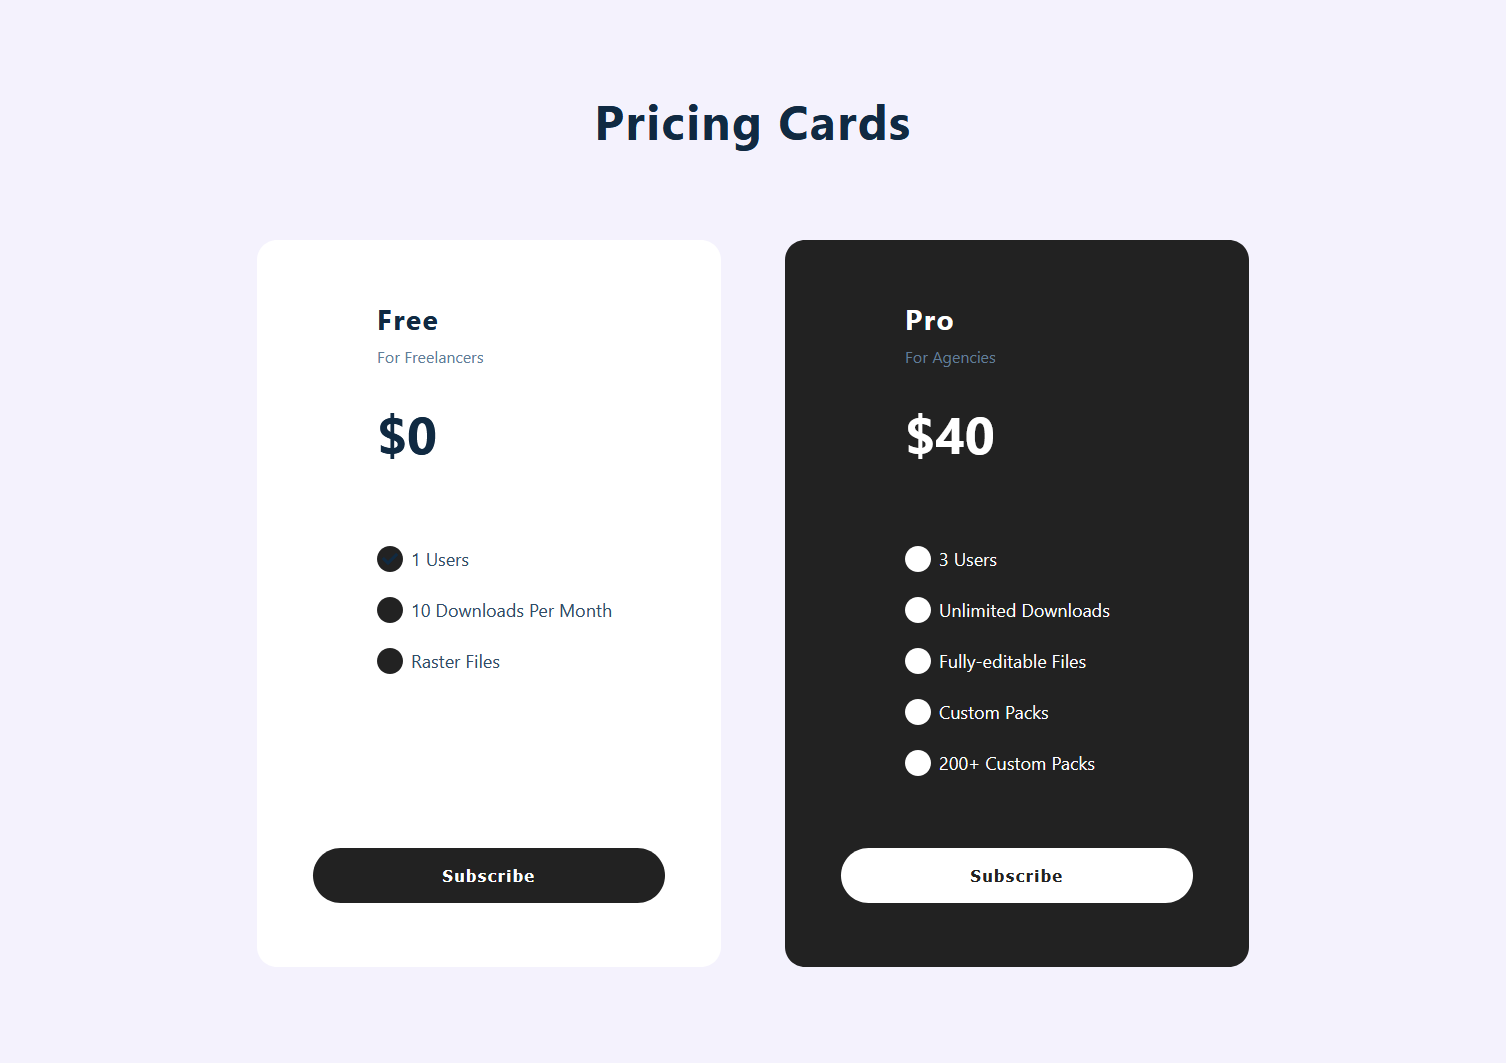 Pricing Cards
Free
For Freelancers
$0
1 Users
10 Downloads Per Month
Raster Files
Subscribe
Pro
For Agencies
$40
3 Users
Unlimited Downloads
Fully-editable Files
Custom Packs
200+ Custom Packs
Subscribe